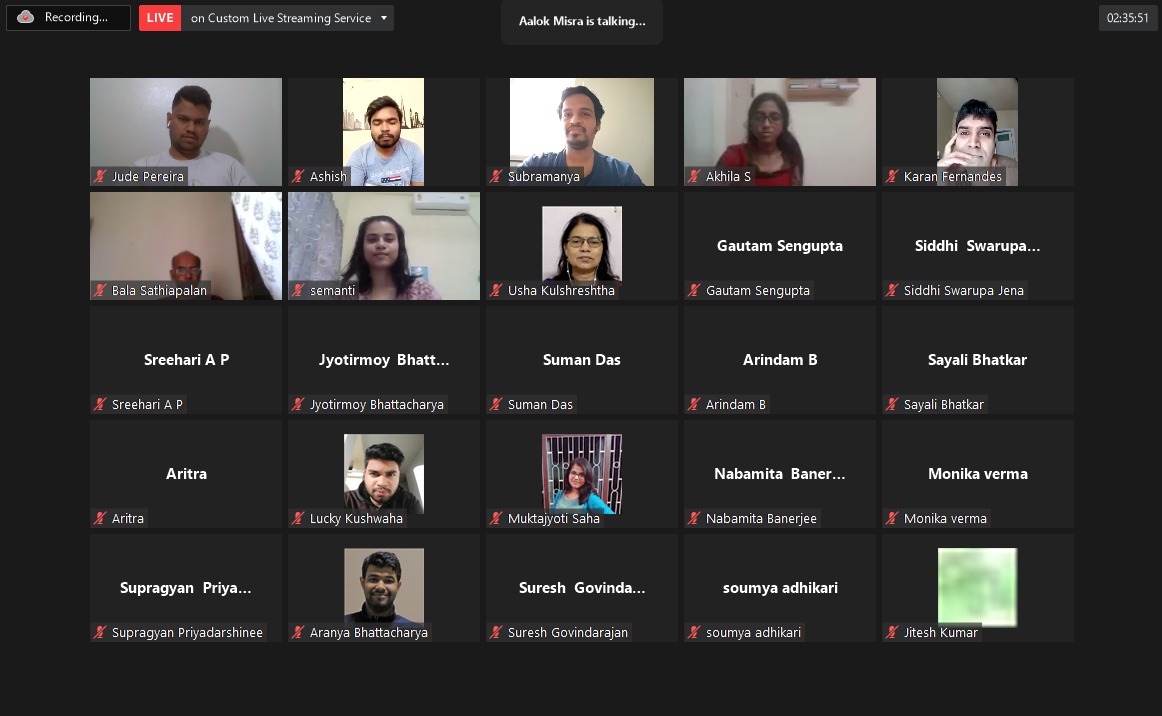 Recording...
LIVE on Custom Live Streaming Service
Aalok Misra is talking...
02:35:51
Jude Pereira
Ashish
Subramanya
Akhila S
Karan Fernandes
Bala Sathiapalan
semanti
Usha Kulshreshtha
Gautam Sengupta
Gautam Sengupta
Siddhi Swarupa...
Siddhi Swarupa Jena
Sreehari A P
Sreehari A P
Jyotirmoy Bhatt...
Jyotirmoy Bhattacharya
Suman Das
Suman Das
Arindam B
Arindam B
Sayali Bhatkar
Sayali Bhatkar
Aritra
Aritra
Lucky Kushwaha
Muktajyoti Saha
Nabamita Baner...
Nabamita Banerjee
Monika verma
Monika verma
Supragyan Priya...
Supragyan Priyadarshinee
Aranya Bhattacharya
Suresh Govinda...
Suresh Govindarajan
soumya adhikari
soumya adhikari
Jitesh Kumar